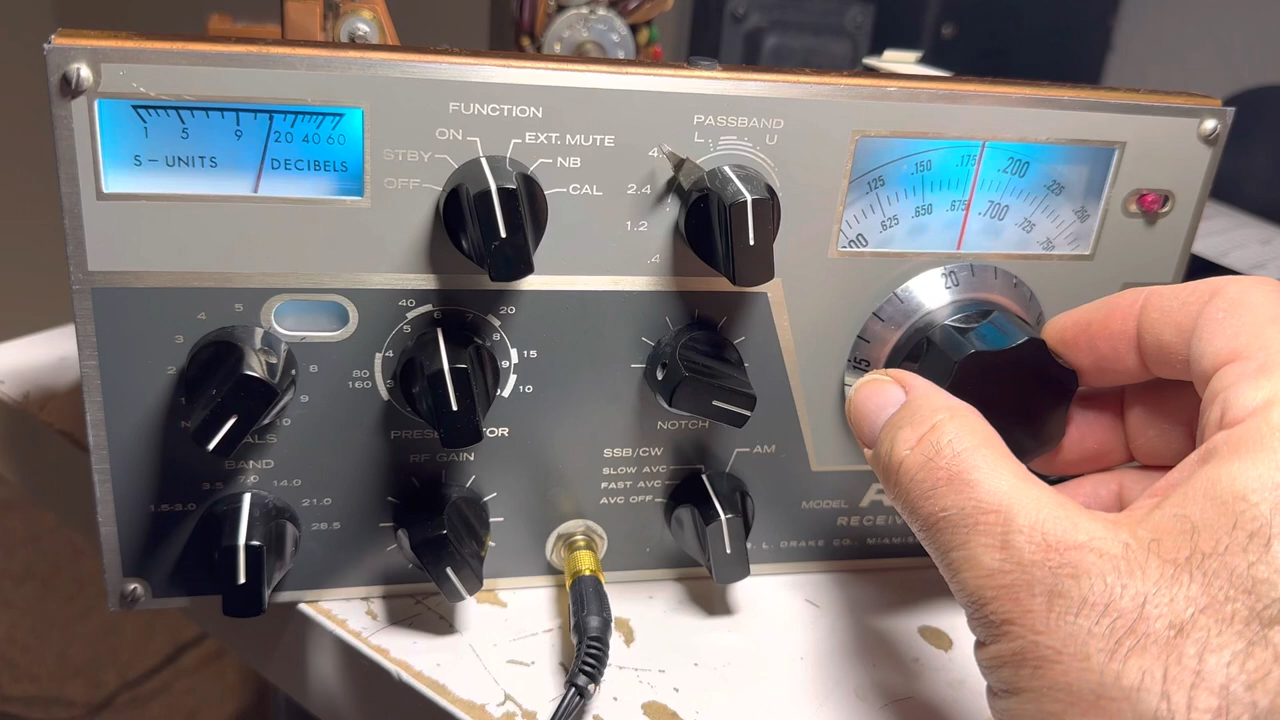 FUNCTION
ON
EXT. MUTE
STBY
NB
OFF
CAL
1 5 9 20 40 60
S-UNITS DECIBELS
PASSBAND
L U
4.
2.4
1.2
.4
.125 .150 .175 .200 .225 .250
.625 .650 .675 .700 .725 .750
20
15
2 3 4 5 8 9 10
BAND
1.5-3.0 3.5 7.0 14.0 21.0 28.5
40 20
80 15
160 10
3 4 5 6 7 8 9
RF GAIN
NOTCH
SSB/CW AM
SLOW AVC
FAST AVC
AVC OFF
MODEL
L. DRAKE CO.,